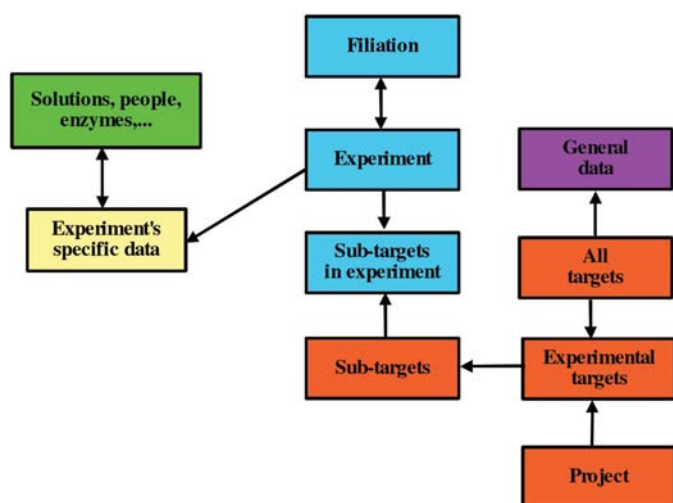 Filiation
Solutions, people,
enzymes,...
Experiment
General
data
Experiment's
specific data
Sub-targets
in experiment
All
targets
Sub-targets
Experimental
targets
Project